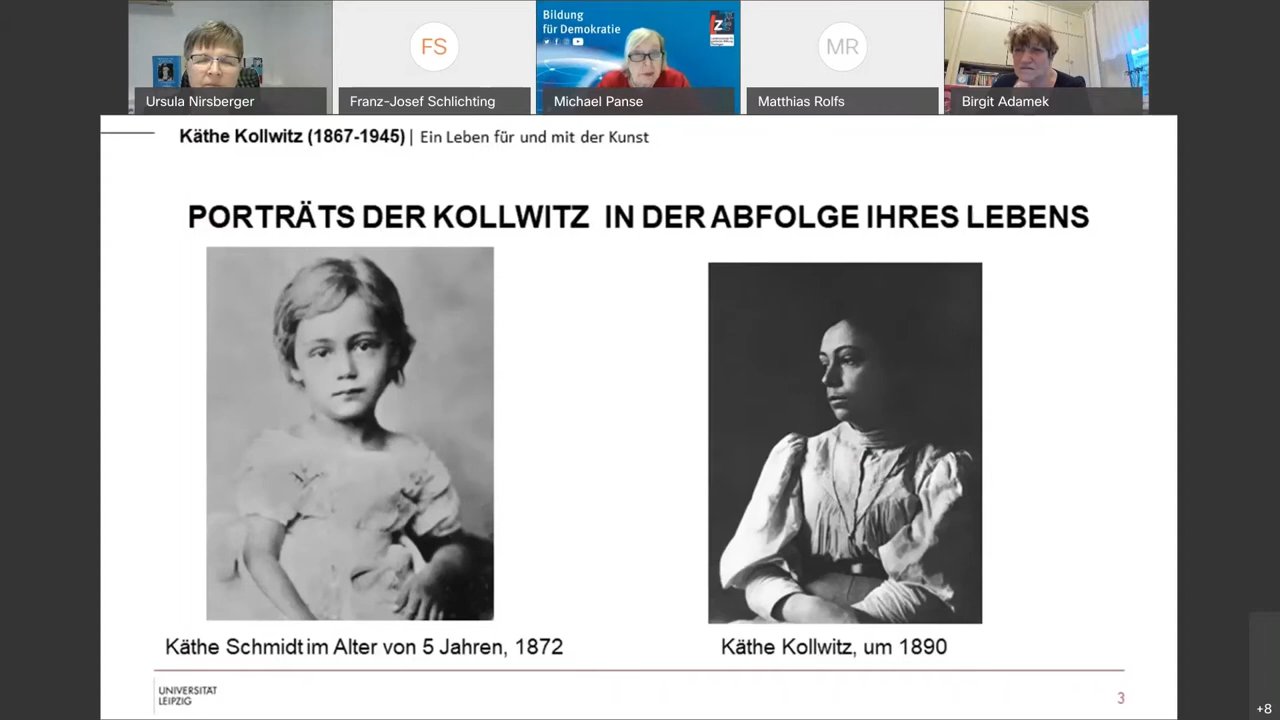 Bildung
für Demokratie
Z
FS
MR
Ursula Nirsberger
Franz-Josef Schlichting
Michael Panse
Matthias Rolfs
Birgit Adamek
Käthe Kollwitz (1867-1945) | Ein Leben für und mit der Kunst
PORTRÄTS DER KOLLWITZ IN DER ABFOLGE IHRES LEBENS
Käthe Schmidt im Alter von 5 Jahren, 1872
Käthe Kollwitz, um 1890
UNIVERSITÄT
LEIPZIG
3
+8